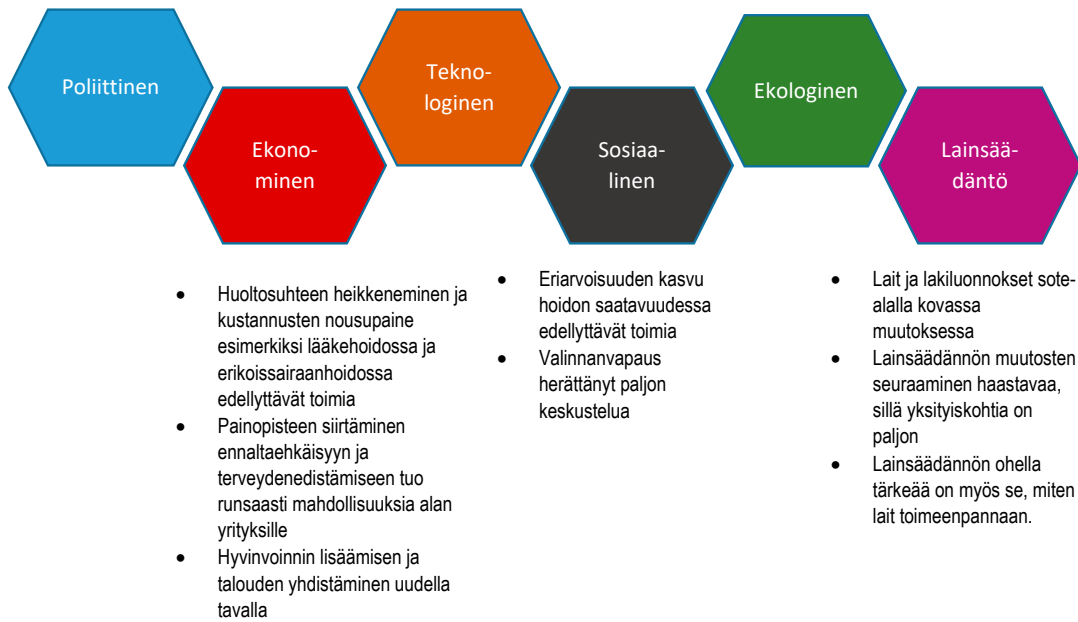 Poliittinen
Ekono-
minen
Tekno-
loginen
Sosiaa-
linen
Ekologinen
Lainsää-
däntö
• Huoltosuhteen heikkeneminen ja
kustannusten nousupaine
esimerkiksi lääkehoidossa ja
erikoissairaanhoidossa
edellyttävät toimia
• Painopisteen siirtäminen
ennaltaehkäisyyn ja
terveydenedistämiseen tuo
runsaasti mahdollisuuksia alan
yrityksille
• Hyvinvoinnin lisäämisen ja
talouden yhdistäminen uudella
tavalla
• Eriarvoisuuden kasvu
hoidon saatavuudessa
edellyttävät toimia
• Valinnanvapaus
herättänyt paljon
keskustelua
• Lait ja lakiluonnokset sote-
alalla kovassa
muutoksessa
• Lainsäädännön muutosten
seuraaminen haastavaa,
sillä yksityiskohtia on
paljon
• Lainsäädännön ohella
tärkeää on myös se, miten
lait toimeenpannaan.